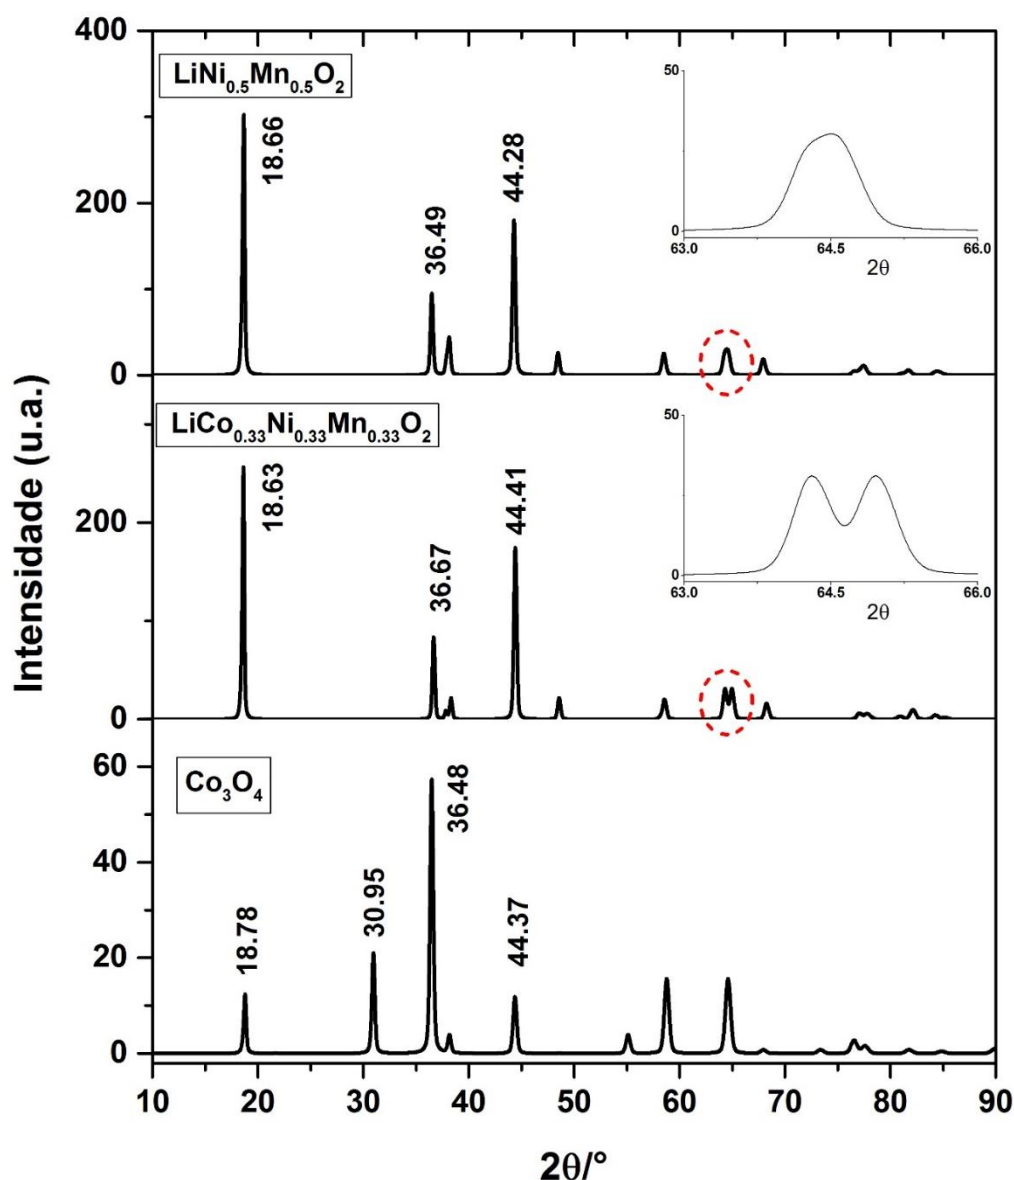 400
LiNi₀.₅Mn₀.₅O₂
18.66
36.49
44.28
50
0
63.0 64.5 66.0
2θ
200
0
LiCo₀.₃₃Ni₀.₃₃Mn₀.₃₃O₂
18.63
36.67
44.41
50
0
63.0 64.5 66.0
2θ
200
0
Intensidade (u.a.)
Co₃O₄
18.78
30.95
36.48
44.37
60
40
20
0
10 20 30 40 50 60 70 80 90
2θ/°